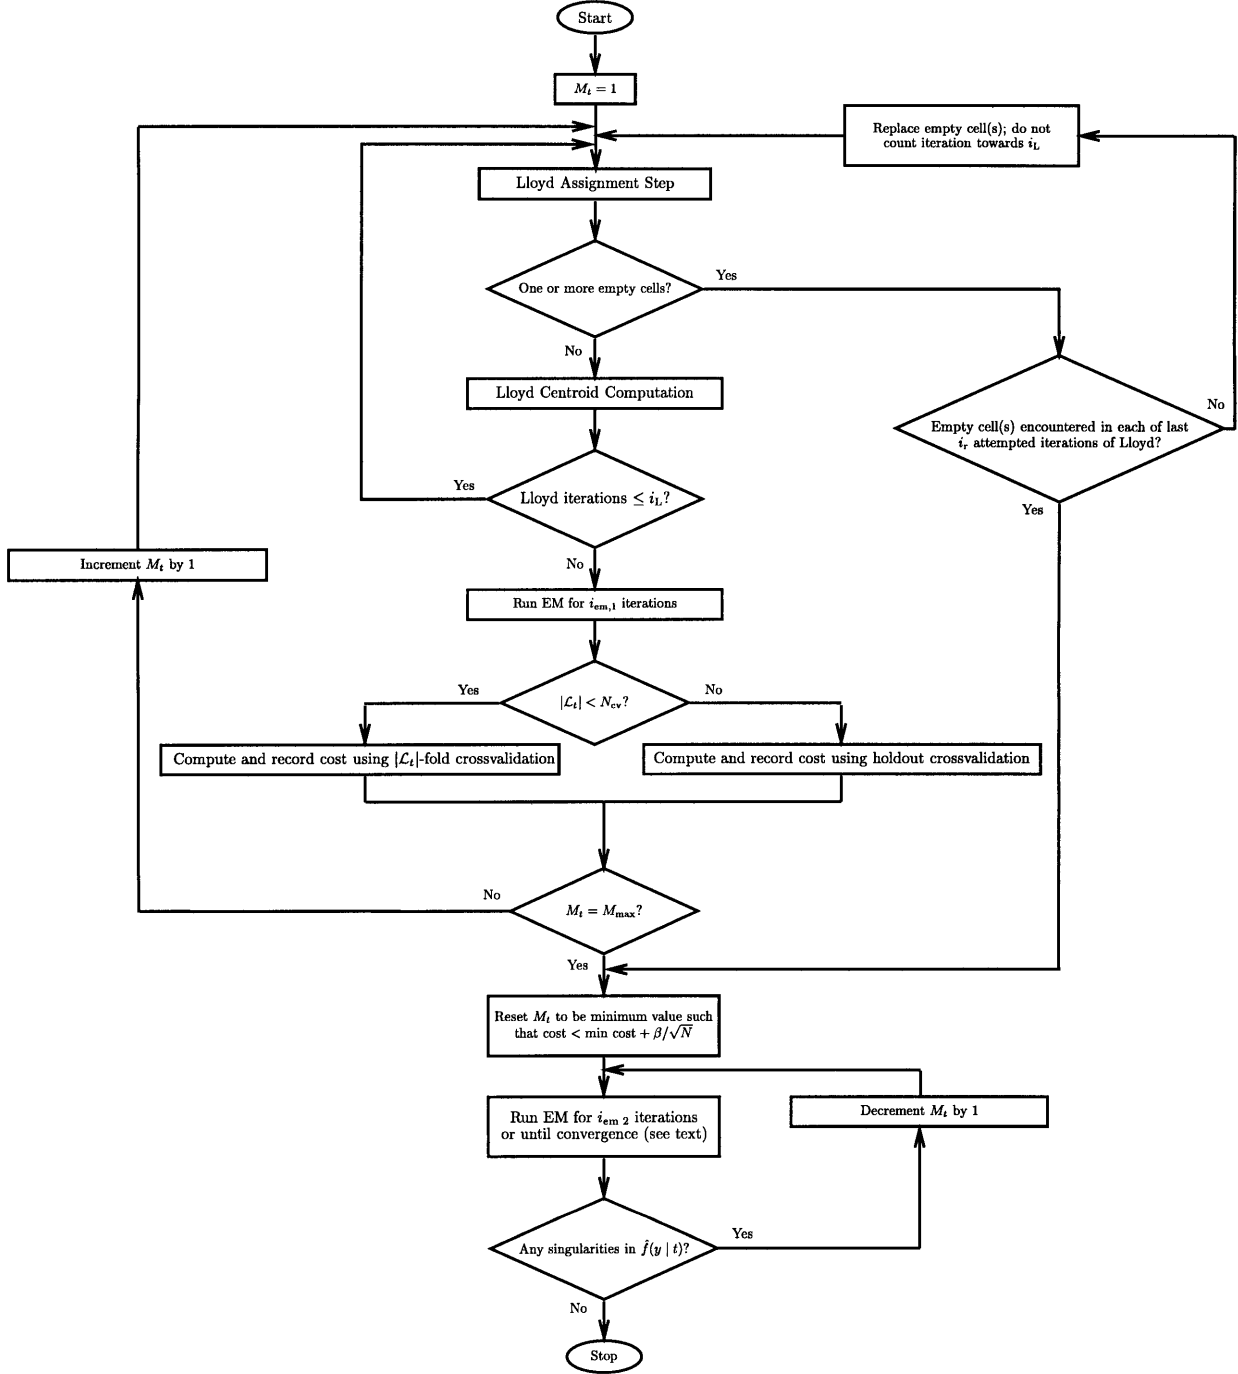 Start
M_t = 1
Replace empty cell(s); do not
count iteration towards i_L
Lloyd Assignment Step
One or more empty cells?
Yes
No
Lloyd Centroid Computation
Empty cell(s) encountered in each of last
i_r attempted iterations of Lloyd?
No
Yes
Lloyd iterations ≤ i_L?
Yes
No
Increment M_t by 1
Run EM for i_em,1 iterations
|𝓛_t| < N_cv?
Yes
No
Compute and record cost using |𝓛_t|-fold crossvalidation
Compute and record cost using holdout crossvalidation
M_t = M_max?
No
Yes
Reset M_t to be minimum value such
that cost < min cost + β/√N
Run EM for i_em 2 iterations
or until convergence (see text)
Decrement M_t by 1
Any singularities in f̂(y | t)?
Yes
No
Stop